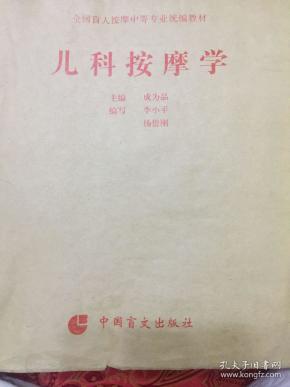 全国盲人按摩中等专业统编教材
儿科按摩学
主编 成为品
编写 李小平
杨启刚
中国盲文出版社
孔夫子旧书网